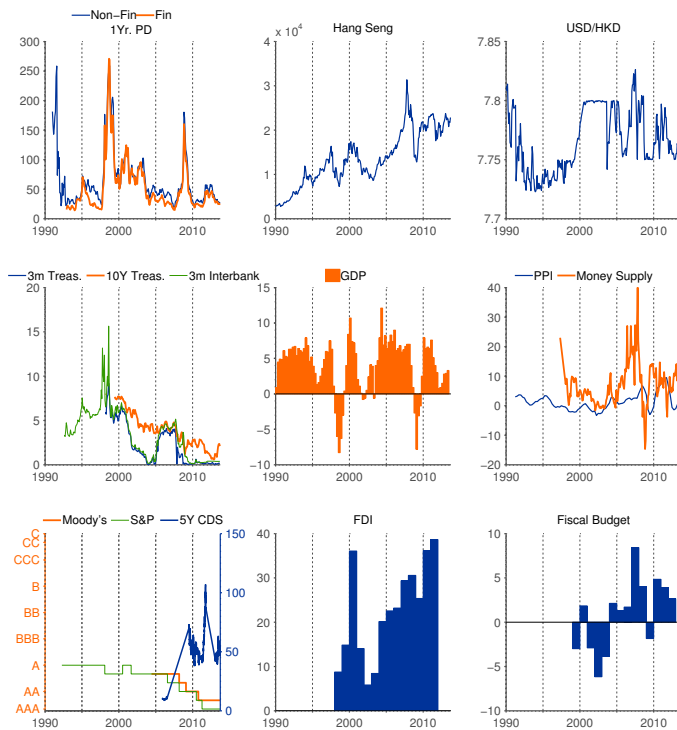 Non-Fin Fin
1Yr. PD
Hang Seng
USD/HKD
300
250
200
150
100
50
0
1990 2000 2010
x 10^4
4
3
2
1
0
1990 2000 2010
7.85
7.8
7.75
7.7
1990 2000 2010
3m Treas. 10Y Treas. 3m Interbank
20
15
10
5
0
1990 2000 2010
GDP
15
10
5
0
−5
−10
1990 2000 2010
PPI Money Supply
40
30
20
10
0
−10
−20
1990 2000 2010
Moody's S&P 5Y CDS
C
CC
CCC
B
BB
BBB
A
AA
AAA
150
100
50
0
1990 2000 2010
FDI
40
30
20
10
0
1990 2000 2010
Fiscal Budget
10
5
0
−5
−10
1990 2000 2010